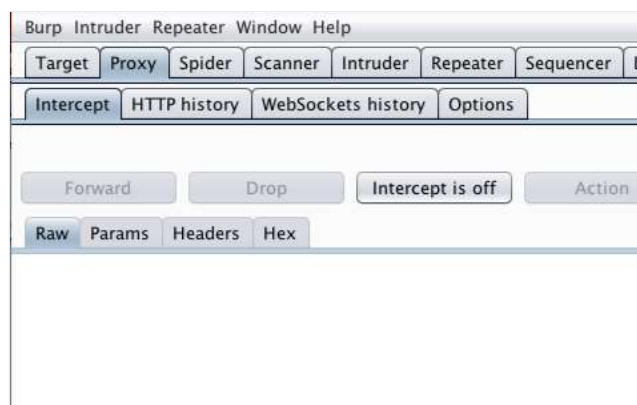 Burp Intruder Repeater Window Help
Target Proxy Spider Scanner Intruder Repeater Sequencer
Intercept HTTP history WebSockets history Options
Forward Drop Intercept is off Action
Raw Params Headers Hex